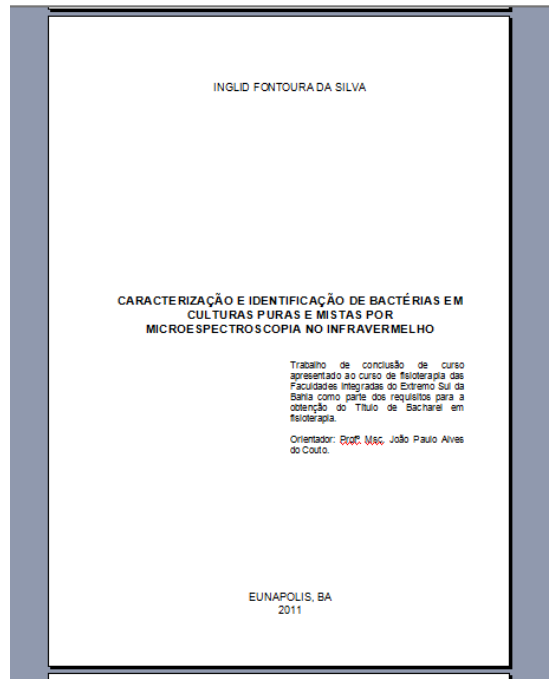 INGLID FONTOURA DA SILVA
CARACTERIZAÇÃO E IDENTIFICAÇÃO DE BACTÉRIAS EM
CULTURAS PURAS E MISTAS POR
MICROESPECTROSCOPIA NO INFRAVERMELHO
Trabalho de conclusão de curso
apresentado ao curso de fisioterapia das
Faculdades Integradas do Extremo Sul da
Bahia como parte dos requisitos para a
obtenção do Título de Bacharel em
fisioterapia.
Orientador: Profº. Msc. João Paulo Alves
do Couto.
EUNAPOLIS, BA
2011